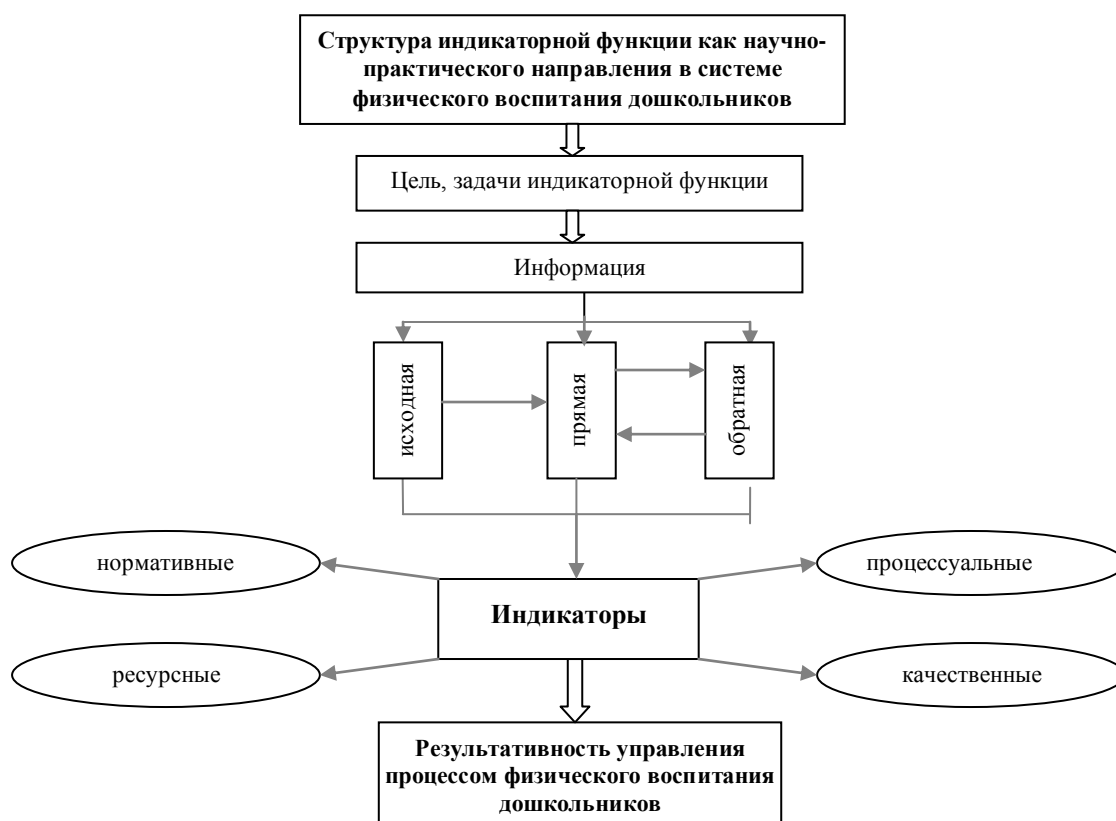 Структура индикаторной функции как научно-
практического направления в системе
физического воспитания дошкольников
Цель, задачи индикаторной функции
Информация
исходная
прямая
обратная
нормативные
процессуальные
Индикаторы
ресурсные
качественные
Результативность управления
процессом физического воспитания
дошкольников